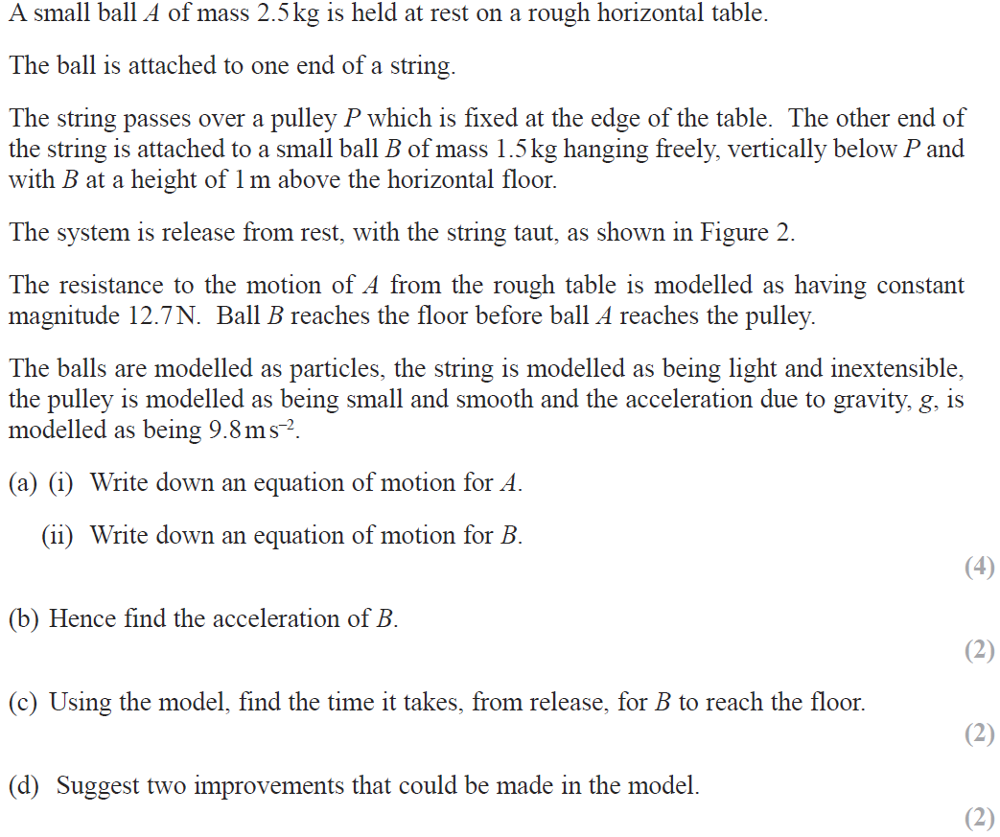 A small ball A of mass 2.5 kg is held at rest on a rough horizontal table.
The ball is attached to one end of a string.
The string passes over a pulley P which is fixed at the edge of the table. The other end of
the string is attached to a small ball B of mass 1.5 kg hanging freely, vertically below P and
with B at a height of 1 m above the horizontal floor.
The system is release from rest, with the string taut, as shown in Figure 2.
The resistance to the motion of A from the rough table is modelled as having constant
magnitude 12.7 N. Ball B reaches the floor before ball A reaches the pulley.
The balls are modelled as particles, the string is modelled as being light and inextensible,
the pulley is modelled as being small and smooth and the acceleration due to gravity, g, is
modelled as being 9.8 m s⁻².
(a) (i) Write down an equation of motion for A.
(ii) Write down an equation of motion for B.
(4)
(b) Hence find the acceleration of B.
(2)
(c) Using the model, find the time it takes, from release, for B to reach the floor.
(2)
(d) Suggest two improvements that could be made in the model.
(2)